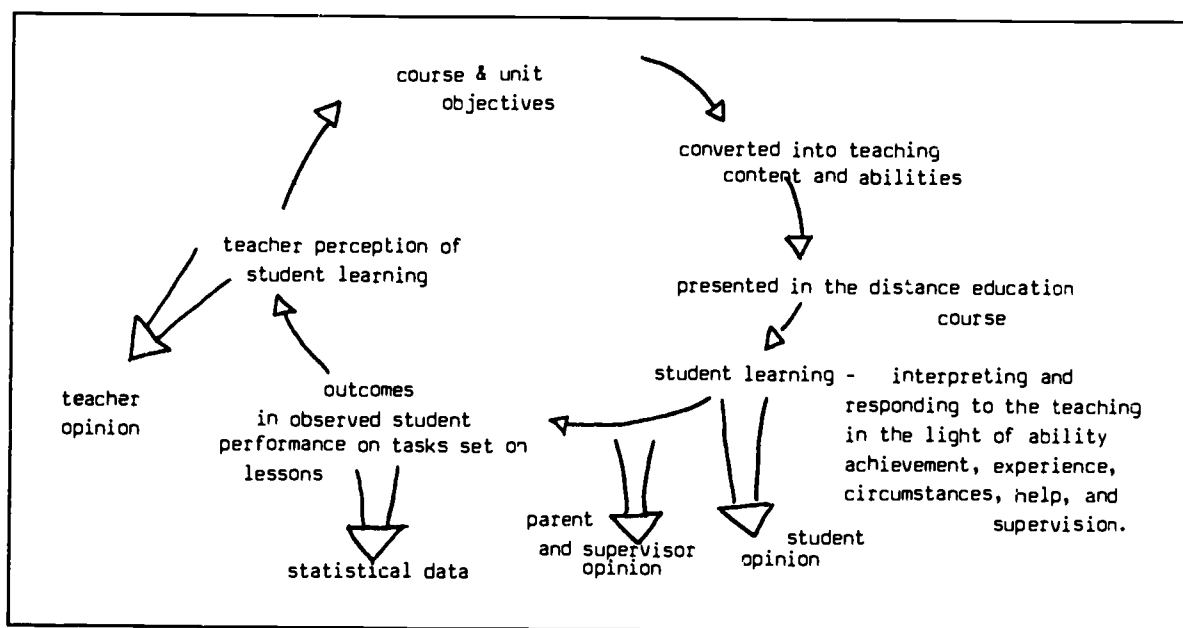 course & unit
objectives
converted into teaching
content and abilities
teacher perception of
student learning
presented in the distance education
course
student learning - interpreting and
responding to the teaching
in the light of ability
achievement, experience,
circumstances, help, and
supervision.
teacher
opinion
outcomes
in observed student
performance on tasks set on
lessons
parent
and supervisor
opinion
student
opinion
statistical data